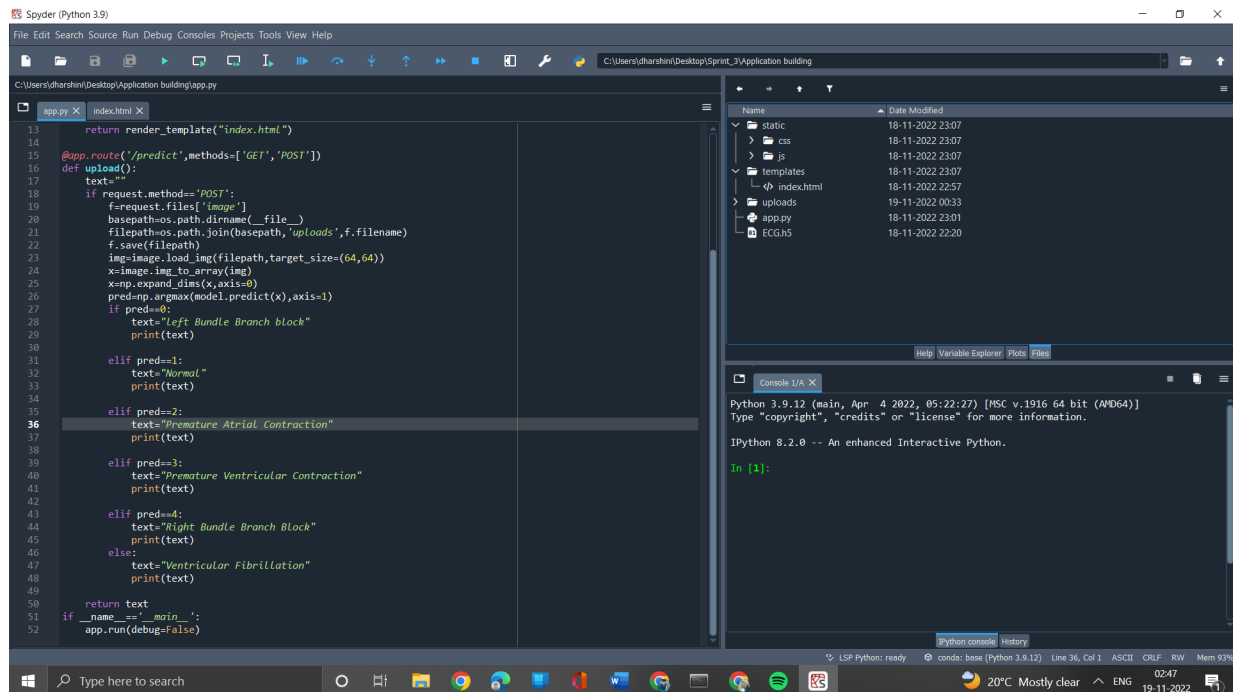 Spyder (Python 3.9)
File Edit Search Source Run Debug Consoles Projects Tools View Help
C:\Users\dharshini\Desktop\Sprint_3\Application building
C:\Users\dharshini\Desktop\Application building\app.py
app.py
index.html
13 return render_template("index.html")
14
15 @app.route('/predict',methods=['GET','POST'])
16 def upload():
17 text=""
18 if request.method=='POST':
19 f=request.files['image']
20 basepath=os.path.dirname(__file__)
21 filepath=os.path.join(basepath,'uploads',f.filename)
22 f.save(filepath)
23 img=image.load_img(filepath,target_size=(64,64))
24 x=image.img_to_array(img)
25 x=np.expand_dims(x,axis=0)
26 pred=np.argmax(model.predict(x),axis=1)
27 if pred==0:
28 text="Left Bundle Branch block"
29 print(text)
30
31 elif pred==1:
32 text="Normal"
33 print(text)
34
35 elif pred==2:
36 text="Premature Atrial Contraction"
37 print(text)
38
39 elif pred==3:
40 text="Premature Ventricular Contraction"
41 print(text)
42
43 elif pred==4:
44 text="Right Bundle Branch Block"
45 print(text)
46 else:
47 text="Ventricular Fibrillation"
48 print(text)
49
50 return text
51 if __name__=='__main__':
52 app.run(debug=False)
Name Date Modified
static 18-11-2022 23:07
css 18-11-2022 23:07
js 18-11-2022 23:07
templates 18-11-2022 23:07
index.html 18-11-2022 22:57
uploads 19-11-2022 00:33
app.py 18-11-2022 23:01
ECG.h5 18-11-2022 22:20
Help Variable Explorer Plots Files
Console 1/A
Python 3.9.12 (main, Apr 4 2022, 05:22:27) [MSC v.1916 64 bit (AMD64)]
Type "copyright", "credits" or "license" for more information.
IPython 8.2.0 -- An enhanced Interactive Python.
In [1]:
IPython console History
LSP Python: ready conda: base (Python 3.9.12) Line 36, Col 1 ASCII CRLF RW Mem 93%
Type here to search
20°C Mostly clear ENG
02:47
19-11-2022